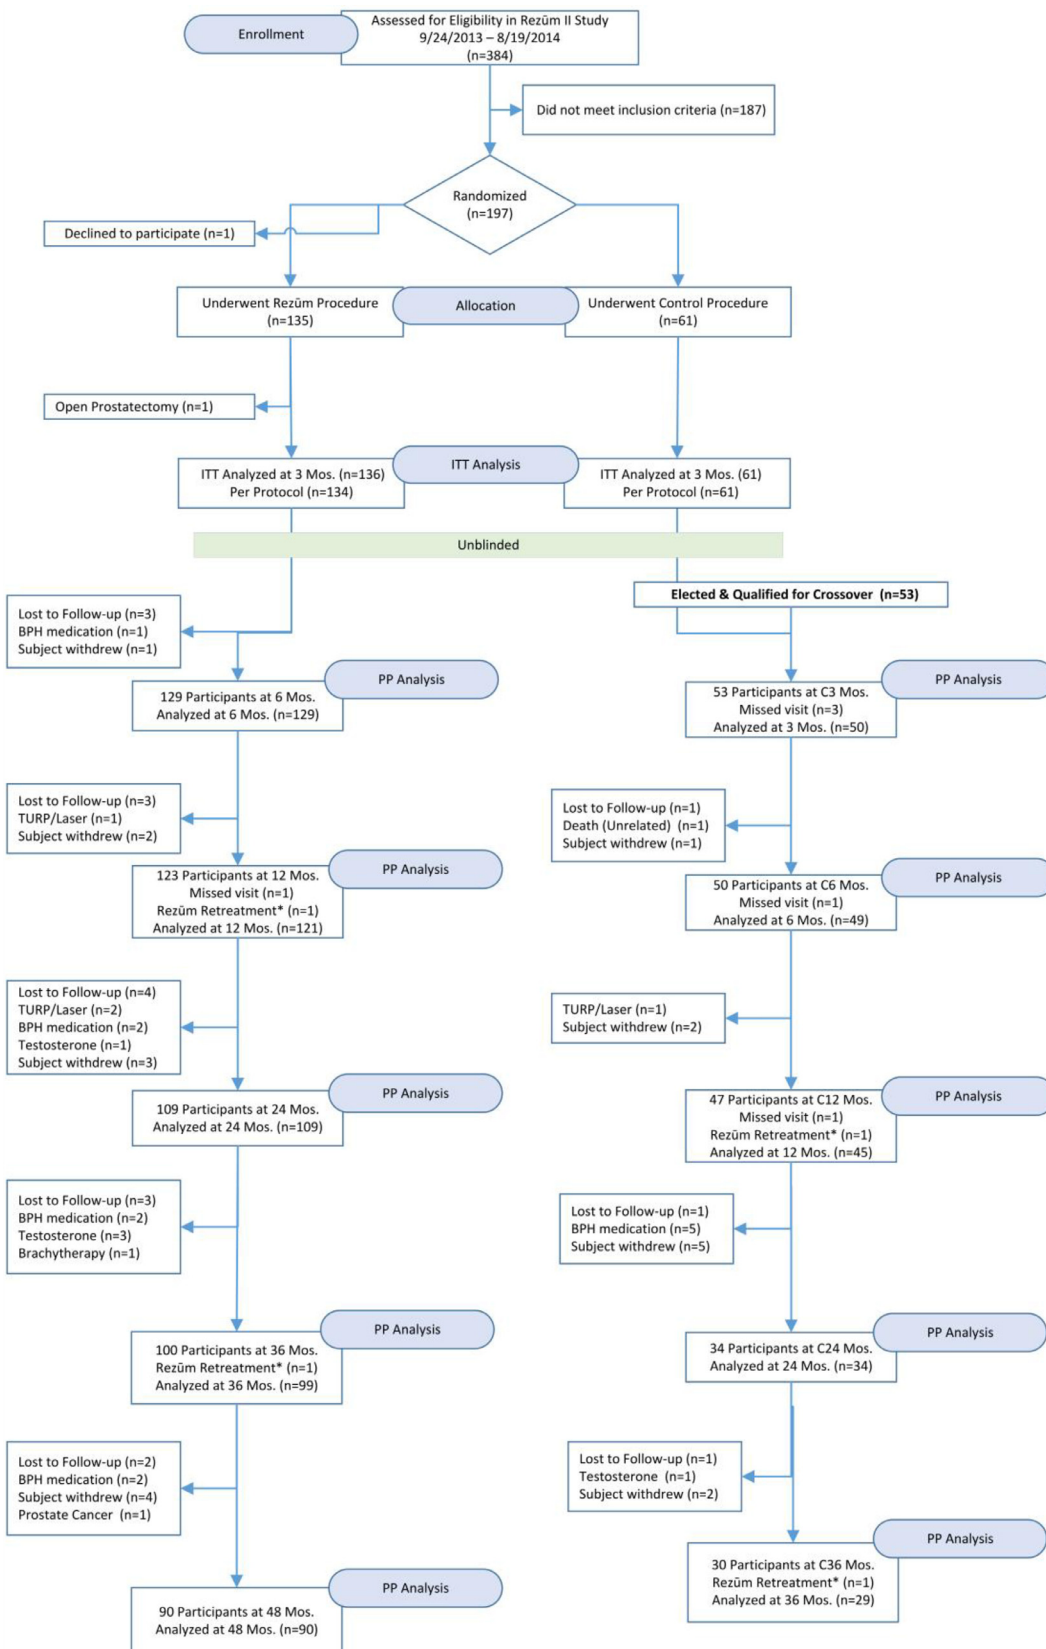 Enrollment
Assessed for Eligibility in Rezūm II Study
9/24/2013 – 8/19/2014
(n=384)
Did not meet inclusion criteria (n=187)
Randomized
(n=197)
Declined to participate (n=1)
Underwent Rezūm Procedure
(n=135)
Allocation
Underwent Control Procedure
(n=61)
Open Prostatectomy (n=1)
ITT Analyzed at 3 Mos. (n=136)
Per Protocol (n=134)
ITT Analysis
ITT Analyzed at 3 Mos. (61)
Per Protocol (n=61)
Unblinded
Elected & Qualified for Crossover (n=53)
Lost to Follow-up (n=3)
BPH medication (n=1)
Subject withdrew (n=1)
PP Analysis
129 Participants at 6 Mos.
Analyzed at 6 Mos. (n=129)
PP Analysis
53 Participants at C3 Mos.
Missed visit (n=3)
Analyzed at 3 Mos. (n=50)
Lost to Follow-up (n=3)
TURP/Laser (n=1)
Subject withdrew (n=2)
Lost to Follow-up (n=1)
Death (Unrelated) (n=1)
Subject withdrew (n=1)
PP Analysis
123 Participants at 12 Mos.
Missed visit (n=1)
Rezūm Retreatment* (n=1)
Analyzed at 12 Mos. (n=121)
PP Analysis
50 Participants at C6 Mos.
Missed visit (n=1)
Analyzed at 6 Mos. (n=49)
Lost to Follow-up (n=4)
TURP/Laser (n=2)
BPH medication (n=2)
Testosterone (n=1)
Subject withdrew (n=3)
TURP/Laser (n=1)
Subject withdrew (n=2)
PP Analysis
109 Participants at 24 Mos.
Analyzed at 24 Mos. (n=109)
PP Analysis
47 Participants at C12 Mos.
Missed visit (n=1)
Rezūm Retreatment* (n=1)
Analyzed at 12 Mos. (n=45)
Lost to Follow-up (n=3)
BPH medication (n=2)
Testosterone (n=3)
Brachytherapy (n=1)
Lost to Follow-up (n=1)
BPH medication (n=5)
Subject withdrew (n=5)
PP Analysis
100 Participants at 36 Mos.
Rezūm Retreatment* (n=1)
Analyzed at 36 Mos. (n=99)
PP Analysis
34 Participants at C24 Mos.
Analyzed at 24 Mos. (n=34)
Lost to Follow-up (n=2)
BPH medication (n=2)
Subject withdrew (n=4)
Prostate Cancer (n=1)
Lost to Follow-up (n=1)
Testosterone (n=1)
Subject withdrew (n=2)
PP Analysis
90 Participants at 48 Mos.
Analyzed at 48 Mos. (n=90)
PP Analysis
30 Participants at C36 Mos.
Rezūm Retreatment* (n=1)
Analyzed at 36 Mos. (n=29)